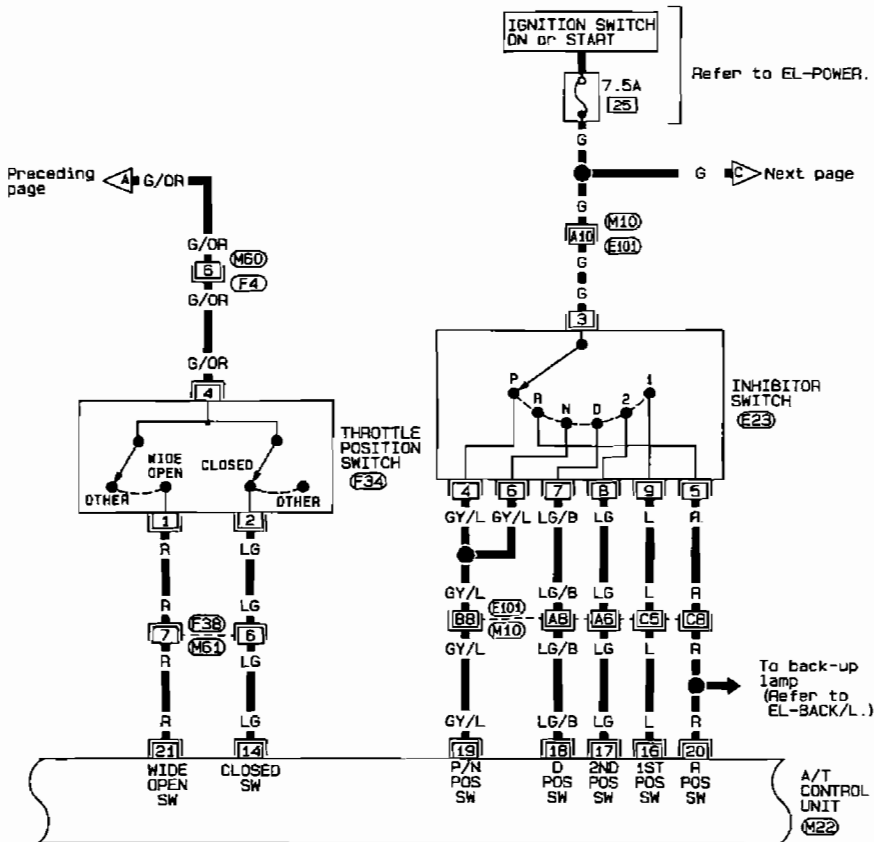 IGNITION SWITCH
ON or START
Refer to EL-POWER.
7.5A
25
G
Preceding
page
A
G/OR
G
C
Next page
G
G/OR
6
M60
F4
G/OR
A10
M10
E101
G
G
3
G/OR
4
WIDE
OPEN
CLOSED
OTHER
OTHER
THROTTLE
POSITION
SWITCH
F34
1
2
P
R
N
D
2
1
INHIBITOR
SWITCH
E23
4
6
7
8
9
5
R
LG
GY/L
GY/L
LG/B
LG
L
R
R
LG
GY/L
LG/B
LG
L
R
7
F38
M61
6
B8
E101
M10
A8
A6
C5
C8
R
LG
GY/L
LG/B
LG
L
R
To back-up
lamp
(Refer to
EL-BACK/L.)
R
LG
GY/L
LG/B
LG
L
R
21
14
19
18
17
16
20
WIDE
OPEN
SW
CLOSED
SW
P/N
POS
SW
D
POS
SW
2ND
POS
SW
1ST
POS
SW
R
POS
SW
A/T
CONTROL
UNIT
M22